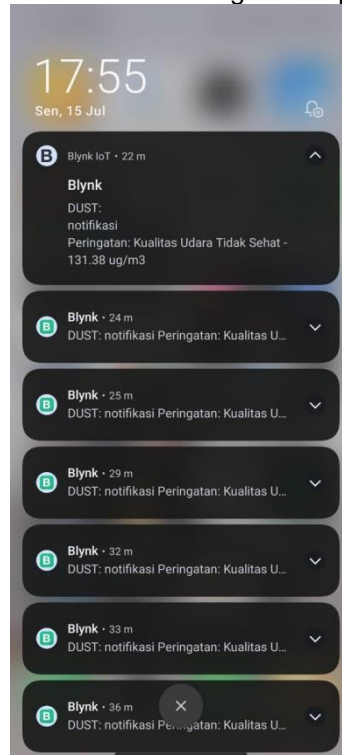 17:55
Sen, 15 Jul
B Blynk IoT • 22 m
Blynk
DUST:
notifikasi
Peringatan: Kualitas Udara Tidak Sehat -
131.38 ug/m3
B Blynk • 24 m
DUST: notifikasi Peringatan: Kualitas U...
B Blynk • 25 m
DUST: notifikasi Peringatan: Kualitas U...
B Blynk • 29 m
DUST: notifikasi Peringatan: Kualitas U...
B Blynk • 32 m
DUST: notifikasi Peringatan: Kualitas U...
B Blynk • 33 m
DUST: notifikasi Peringatan: Kualitas U...
B Blynk • 36 m
DUST: notifikasi Peringatan: Kualitas U...